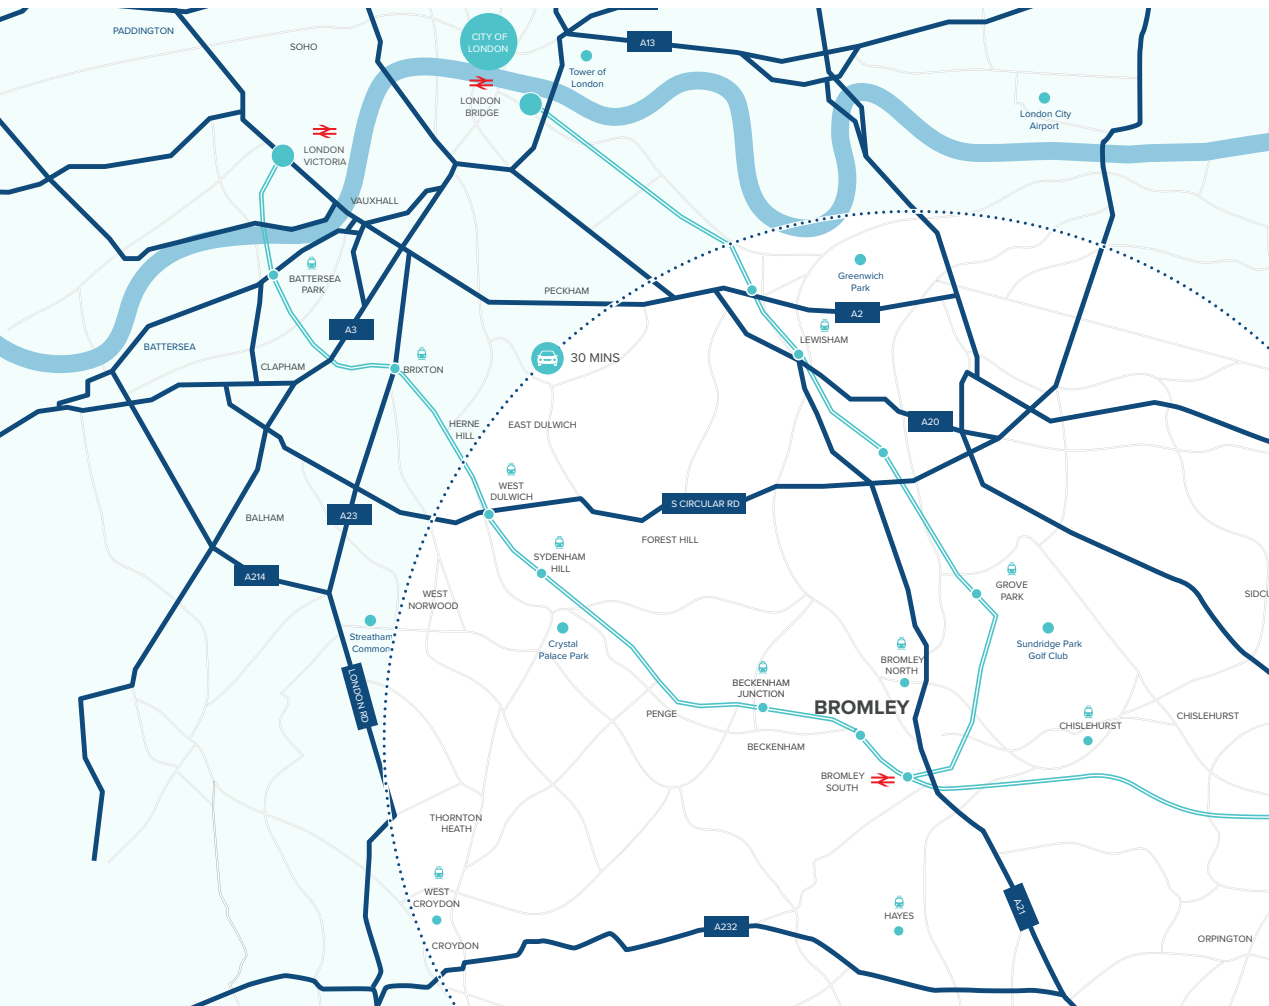 PADDINGTON
SOHO
CITY OF
LONDON
A13
Tower of
London
LONDON
BRIDGE
London City
Airport
LONDON
VICTORIA
VAUXHALL
BATTERSEA
PARK
PECKHAM
Greenwich
Park
A2
A3
LEWISHAM
BATTERSEA
30 MINS
CLAPHAM
BRIXTON
HERNE
HILL
EAST DULWICH
A20
WEST
DULWICH
S CIRCULAR RD
A23
BALHAM
FOREST HILL
SYDENHAM
HILL
A214
GROVE
PARK
WEST
NORWOOD
SIDCU
Streatham
Common
Crystal
Palace Park
Sundridge Park
Golf Club
BROMLEY
NORTH
LONDON RD
BECKENHAM
JUNCTION
BROMLEY
PENGE
CHISLEHURST
CHISLEHURST
BECKENHAM
BROMLEY
SOUTH
THORNTON
HEATH
WEST
CROYDON
A21
HAYES
A232
CROYDON
ORPINGTON